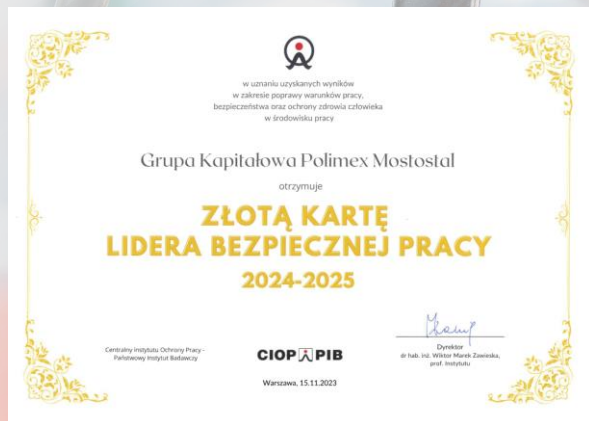 w uznaniu uzyskanych wyników
w zakresie poprawy warunków pracy,
bezpieczeństwa oraz ochrony zdrowia człowieka
w środowisku pracy
Grupa Kapitałowa Polimex Mostostal
otrzymuje
ZŁOTĄ KARTĘ
LIDERA BEZPIECZNEJ PRACY
2024-2025
Centralny Instytutu Ochrony Pracy –
Państwowy Instytut Badawczy
CIOP PIB
Warszawa, 15.11.2023
Dyrektor
dr hab. inż. Wiktor Marek Zawieska,
prof. Instytutu